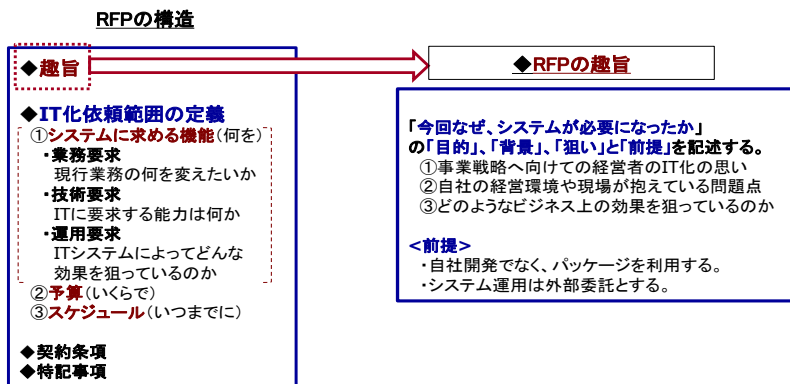 RFPの構造
◆趣旨
◆IT化依頼範囲の定義
①システムに求める機能(何を)
・業務要求
現行業務の何を変えたいか
・技術要求
ITに要求する能力は何か
・運用要求
ITシステムによってどんな
効果を狙っているのか
②予算(いくらで)
③スケジュール(いつまでに)
◆契約条項
◆特記事項
◆RFPの趣旨
「今回なぜ、システムが必要になったか」
の「目的」、「背景」、「狙い」と「前提」を記述する。
①事業戦略へ向けての経営者のIT化の思い
②自社の経営環境や現場が抱えている問題点
③どのようなビジネス上の効果を狙っているのか
<前提>
・自社開発でなく、パッケージを利用する。
・システム運用は外部委託とする。